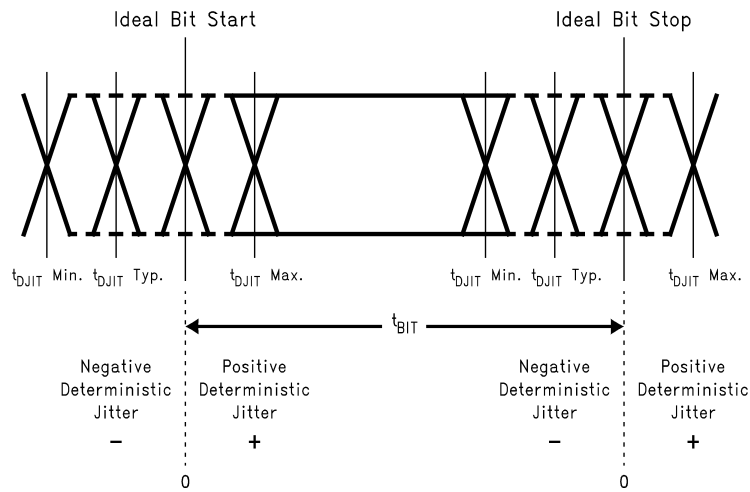 Ideal Bit Start
Ideal Bit Stop
tDJIT Min.
tDJIT Typ.
tDJIT Max.
tDJIT Min.
tDJIT Typ.
tDJIT Max.
tBIT
Negative
Deterministic
Jitter
−
Positive
Deterministic
Jitter
+
Negative
Deterministic
Jitter
−
Positive
Deterministic
Jitter
+
0
0